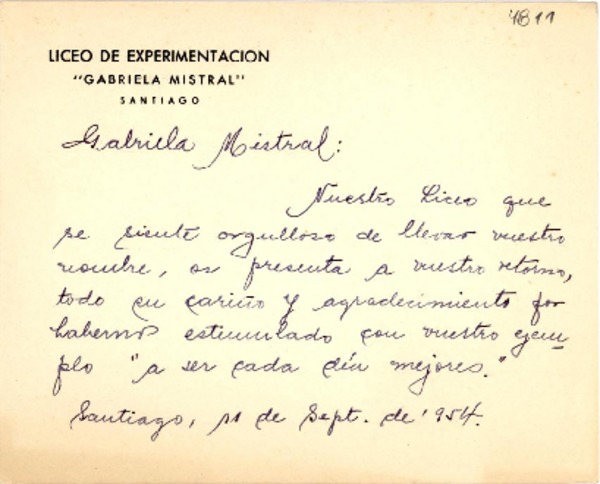 4811
LICEO DE EXPERIMENTACION
"GABRIELA MISTRAL"
SANTIAGO
Gabriela Mistral:
Nuestro Liceo que
se siente orgulloso de llevar vuestro
nombre, os presenta a vuestro retorno,
todo su cariño y agradecimiento por
habernos estimulado con vuestro ejem-
plo "a ser cada día mejores."
Santiago, 11 de Sept. de 1954.